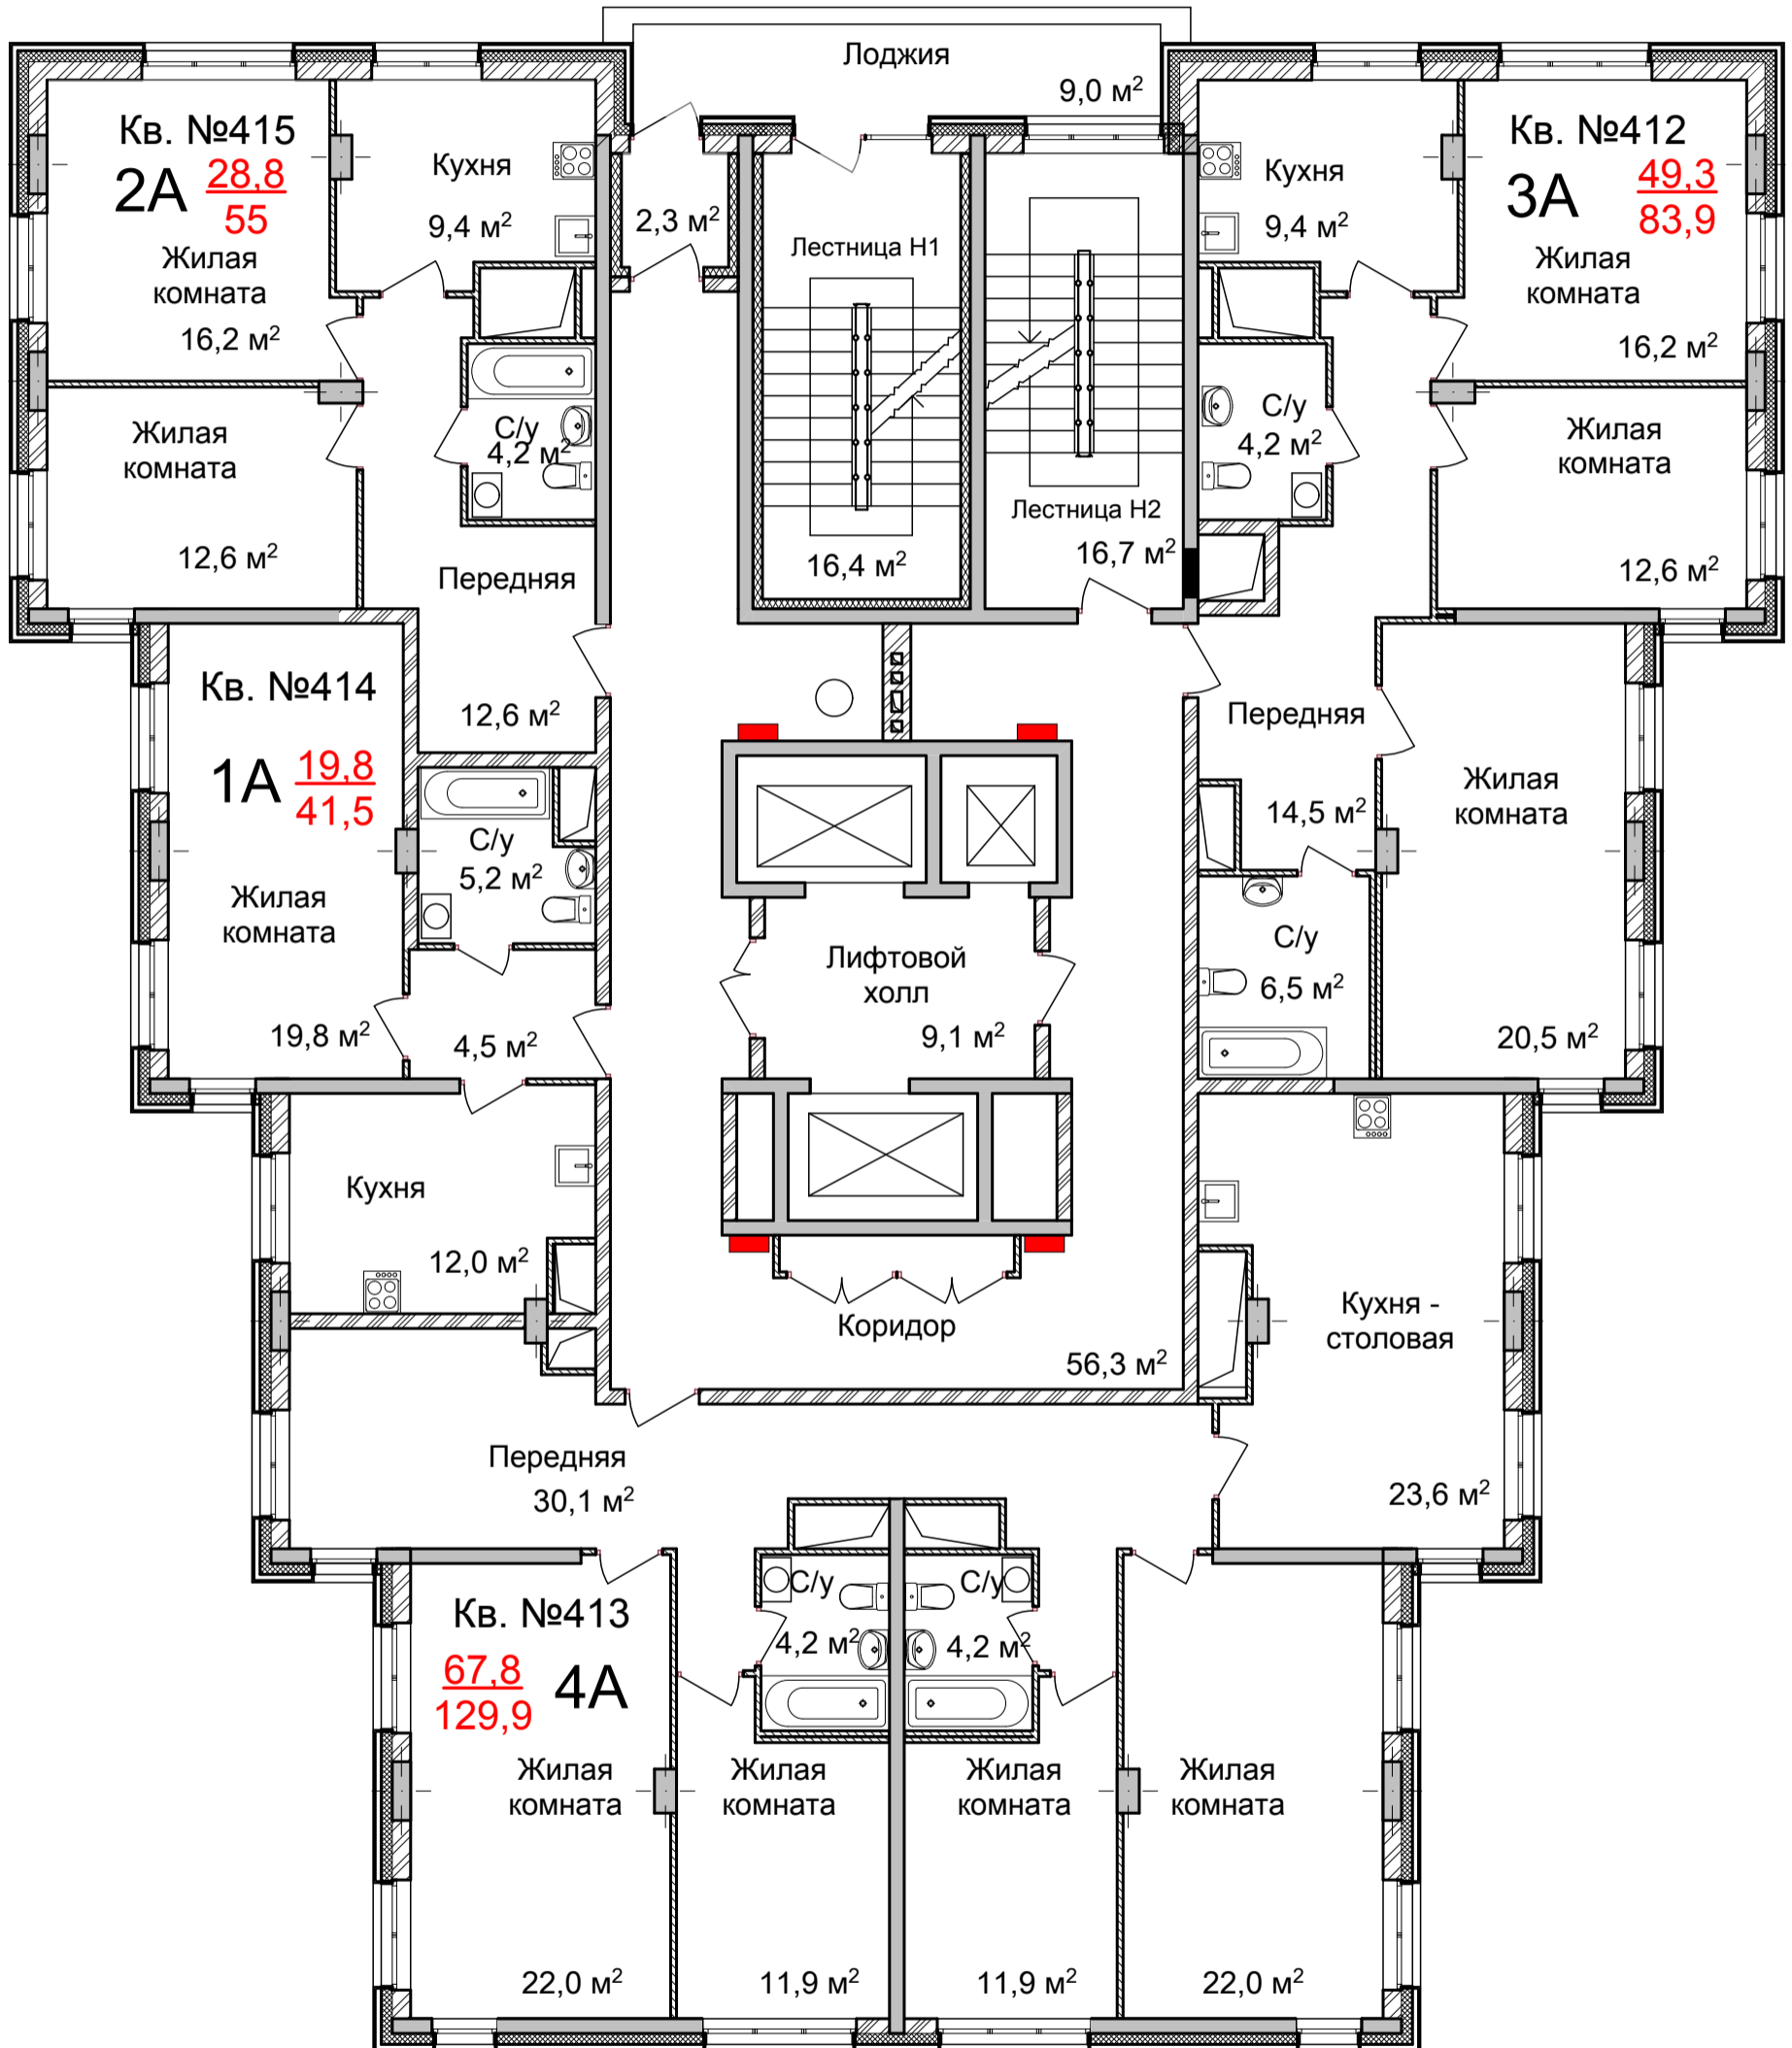 Лоджия
9,0 м²
Кв. №415
2А
28,8
55
Жилая
комната
16,2 м²
Кухня
9,4 м²
2,3 м²
Лестница Н1
16,4 м²
Лестница Н2
16,7 м²
Кухня
9,4 м²
Кв. №412
3А
49,3
83,9
Жилая
комната
16,2 м²
Жилая
комната
12,6 м²
С/у
4,2 м²
Передняя
12,6 м²
С/у
4,2 м²
Жилая
комната
12,6 м²
Кв. №414
1А
19,8
41,5
Жилая
комната
19,8 м²
С/у
5,2 м²
4,5 м²
Лифтовой
холл
9,1 м²
Передняя
14,5 м²
С/у
6,5 м²
Жилая
комната
20,5 м²
Кухня
12,0 м²
Коридор
56,3 м²
Кухня -
столовая
23,6 м²
Передняя
30,1 м²
Кв. №413
67,8
129,9
4А
Жилая
комната
22,0 м²
С/у
4,2 м²
Жилая
комната
11,9 м²
С/у
4,2 м²
Жилая
комната
11,9 м²
Жилая
комната
22,0 м²